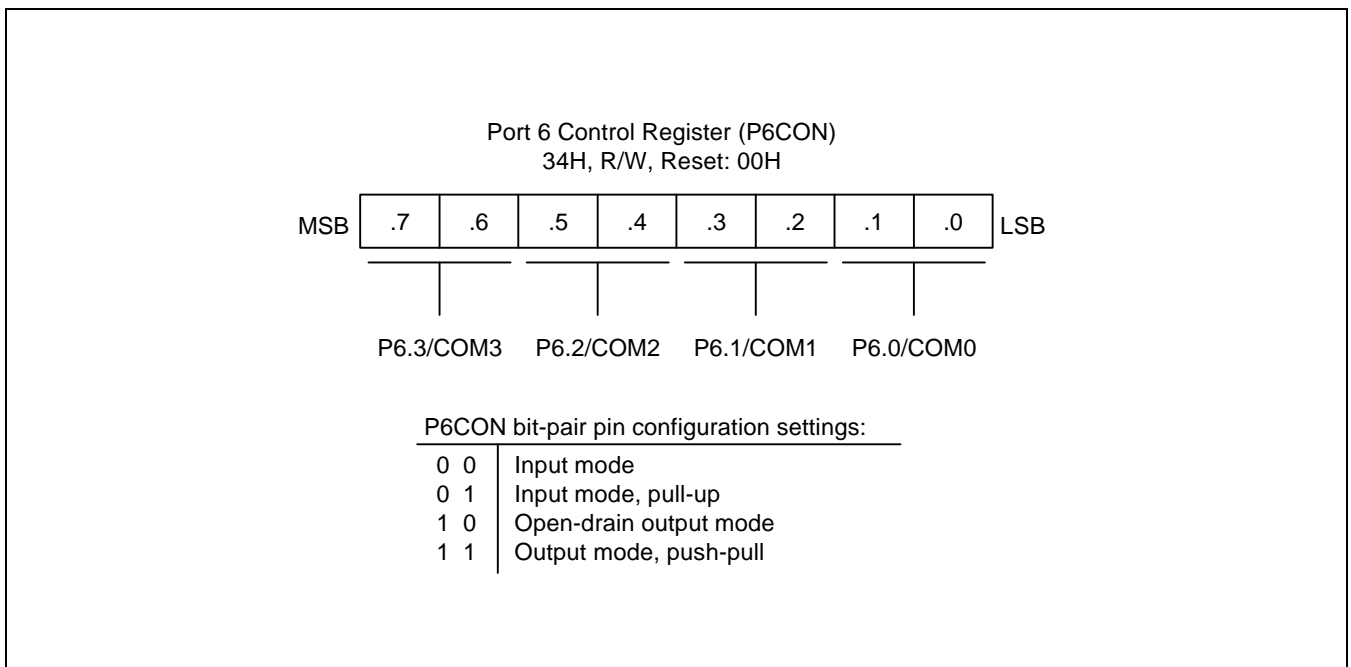 Port 6 Control Register (P6CON)
34H, R/W, Reset: 00H
MSB .7 .6 .5 .4 .3 .2 .1 .0 LSB
P6.3/COM3 P6.2/COM2 P6.1/COM1 P6.0/COM0
P6CON bit-pair pin configuration settings:
0 0 Input mode
0 1 Input mode, pull-up
1 0 Open-drain output mode
1 1 Output mode, push-pull